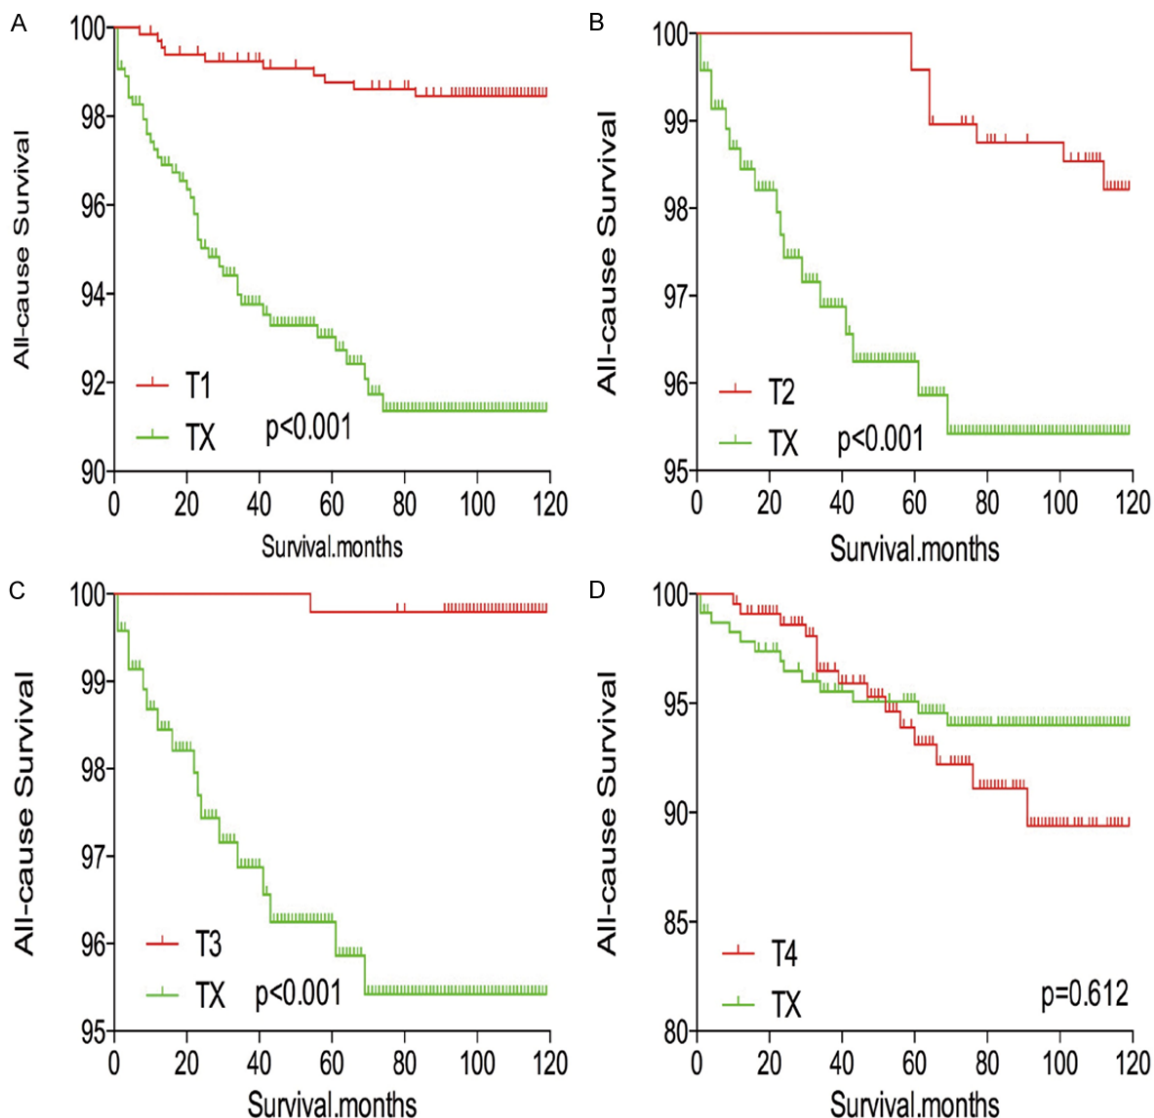 A
All-cause Survival
100
98
96
94
92
90
T1
TX
p<0.001
0 20 40 60 80 100 120
Survival.months
B
All-cause Survival
100
99
98
97
96
95
T2
TX
p<0.001
0 20 40 60 80 100 120
Survival.months
C
All-cause Survival
100
99
98
97
96
95
T3
TX
p<0.001
0 20 40 60 80 100 120
Survival.months
D
All-cause Survival
100
95
90
85
80
T4
TX
p=0.612
0 20 40 60 80 100 120
Survival.months